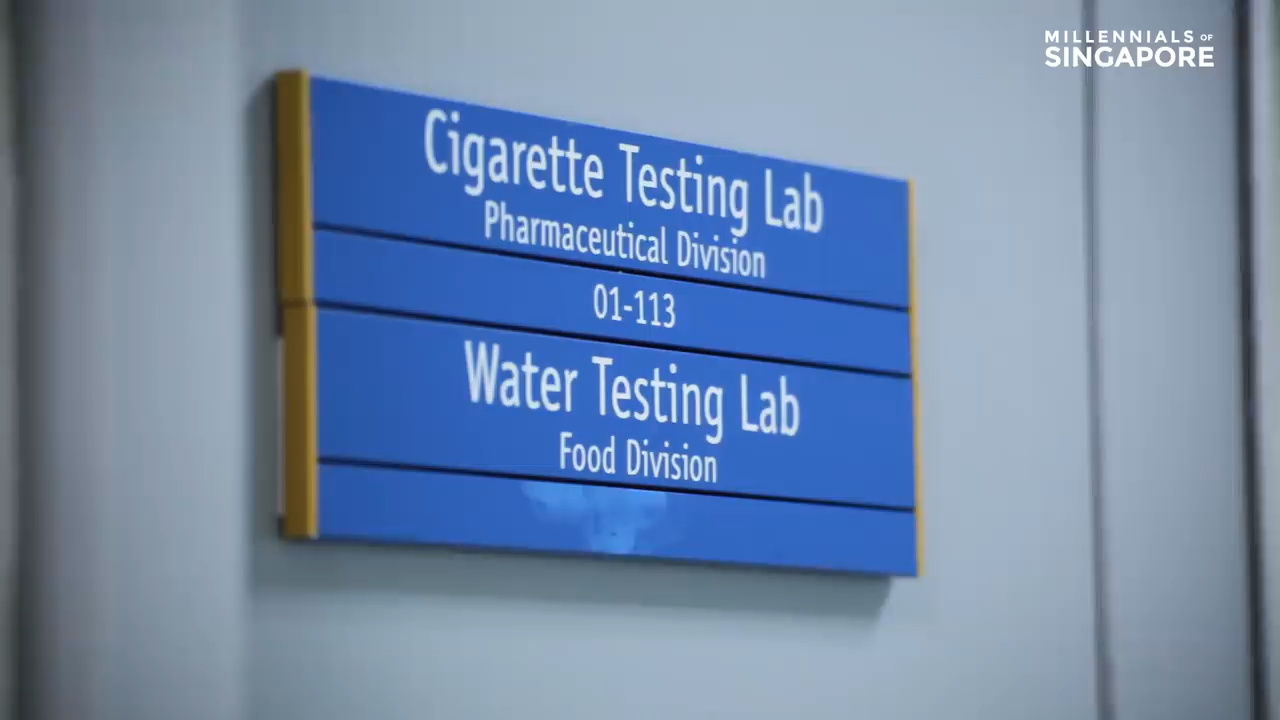 MILLENNIALS OF
SINGAPORE
Cigarette Testing Lab
Pharmaceutical Division
01-113
Water Testing Lab
Food Division